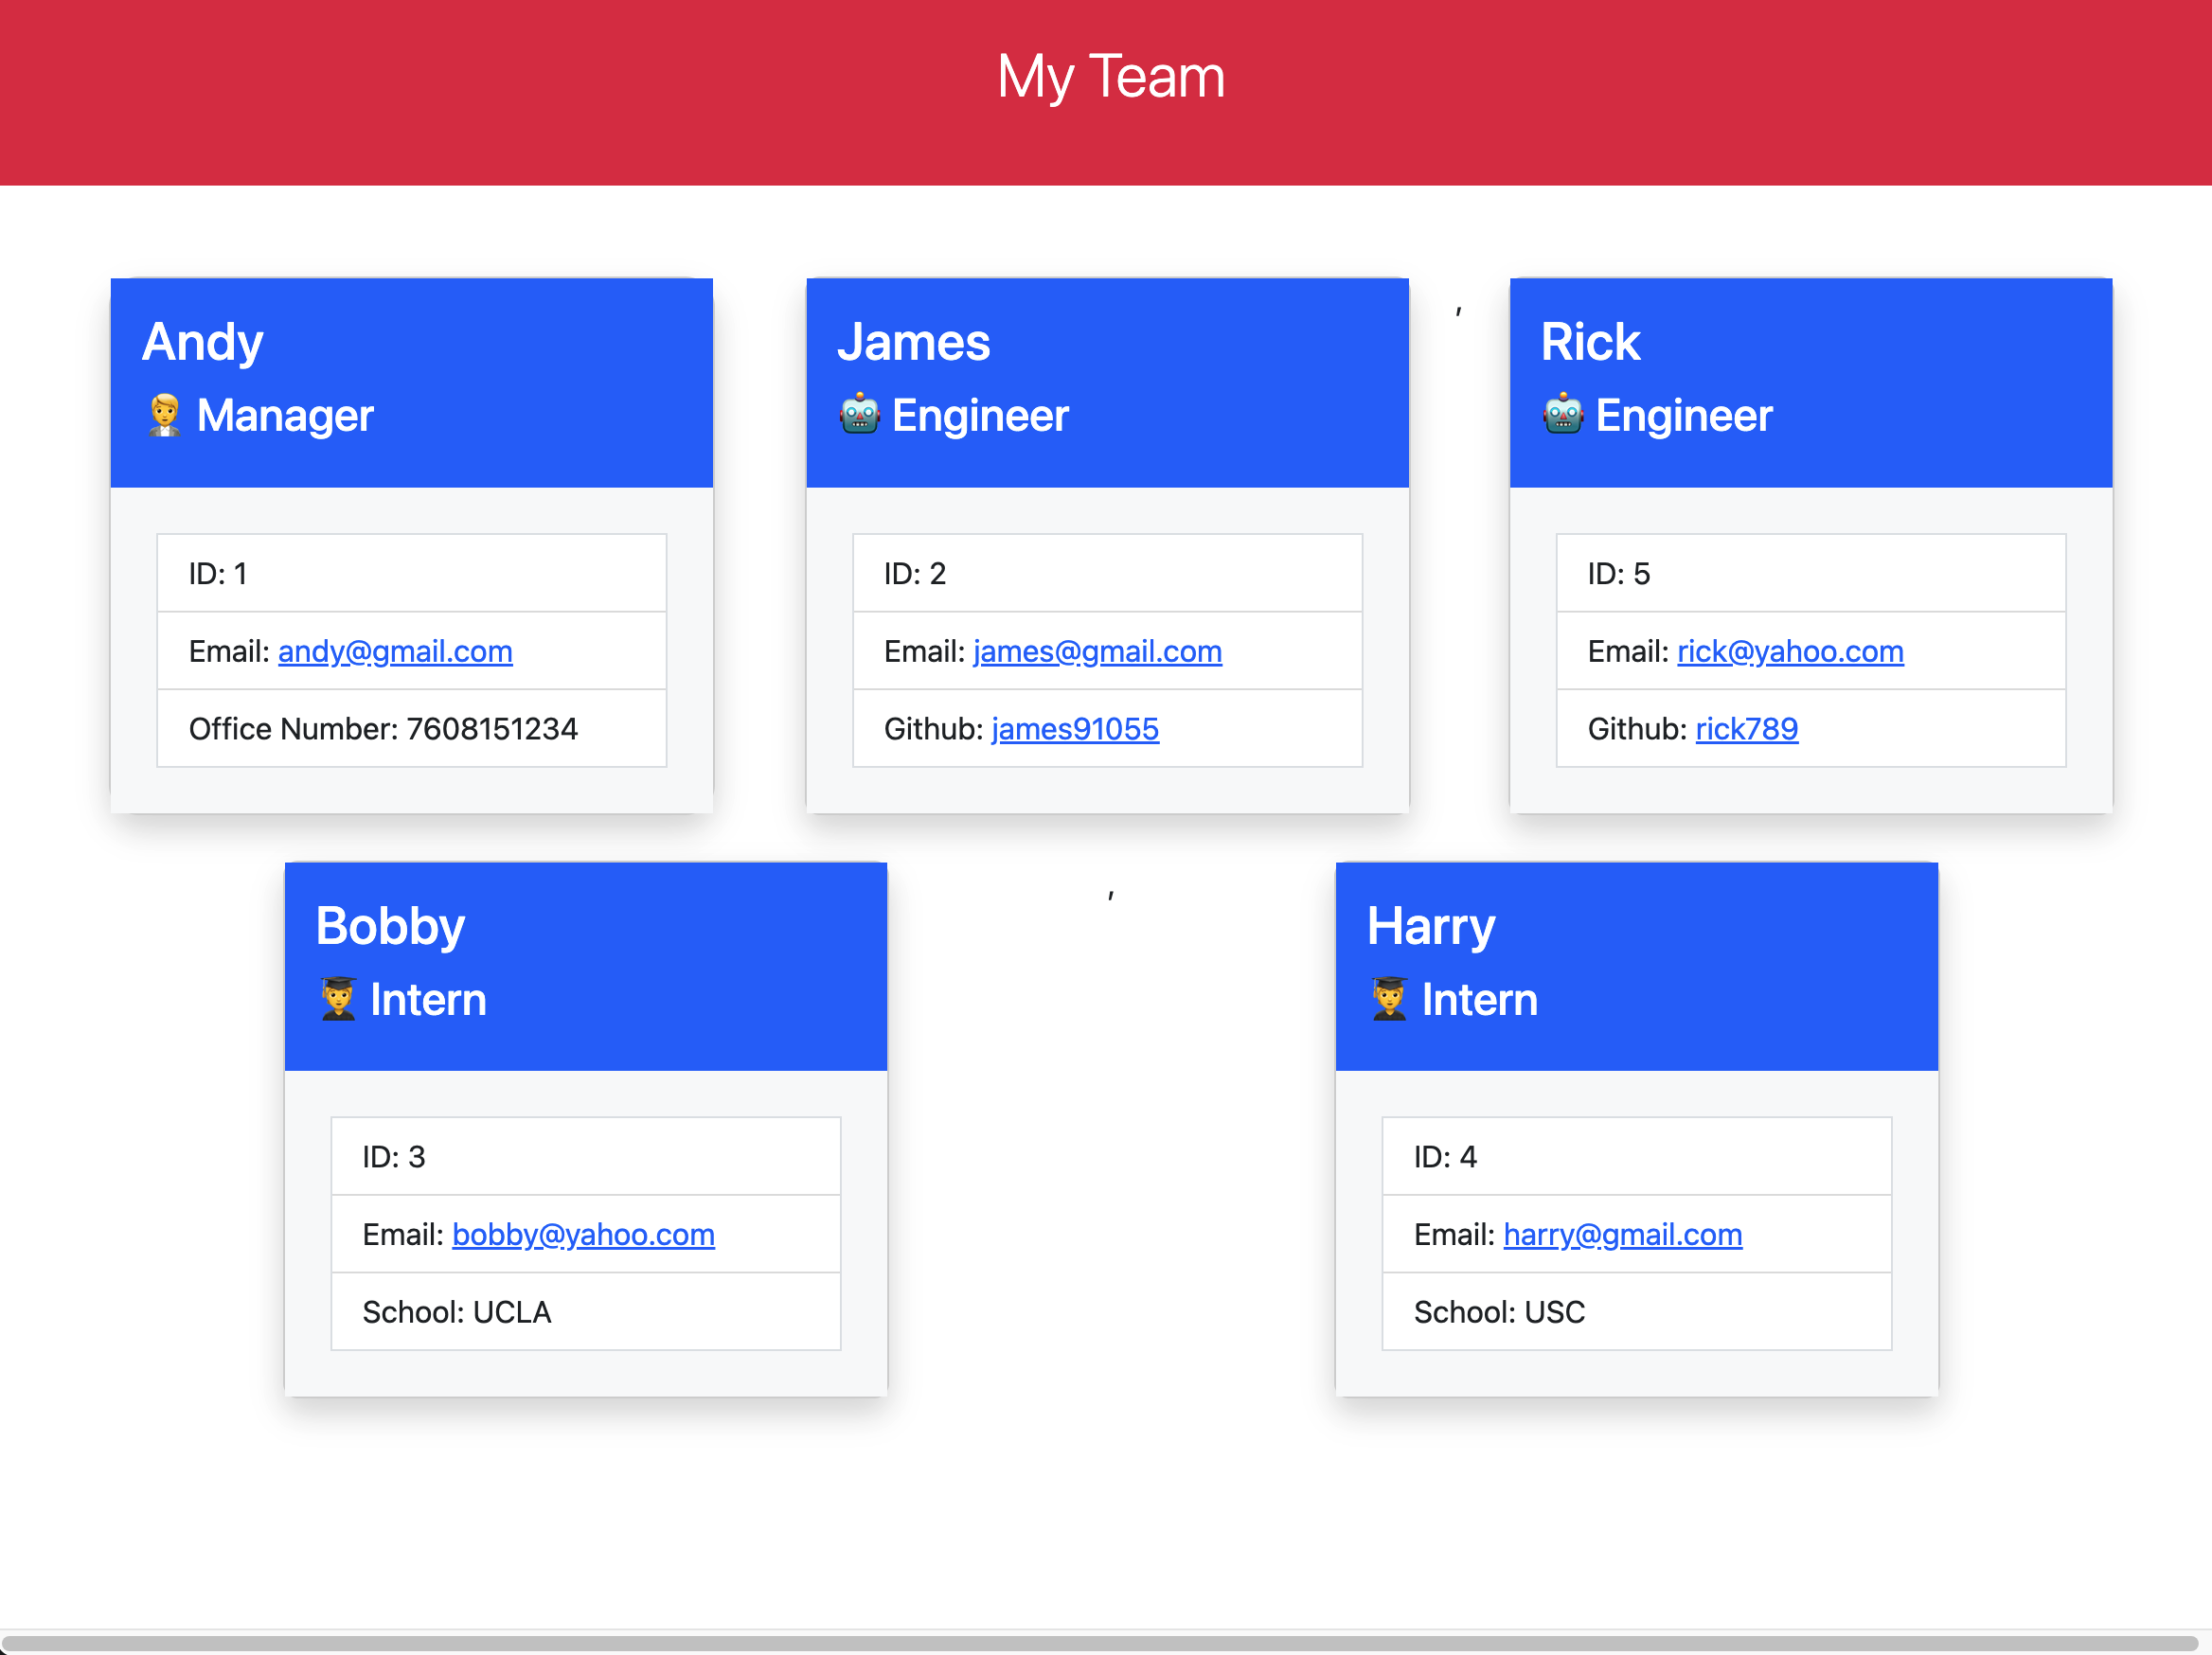 My Team
Andy
Manager
ID: 1
Email: andy@gmail.com
Office Number: 7608151234
James
Engineer
ID: 2
Email: james@gmail.com
Github: james91055
,
Rick
Engineer
ID: 5
Email: rick@yahoo.com
Github: rick789
Bobby
Intern
ID: 3
Email: bobby@yahoo.com
School: UCLA
,
Harry
Intern
ID: 4
Email: harry@gmail.com
School: USC